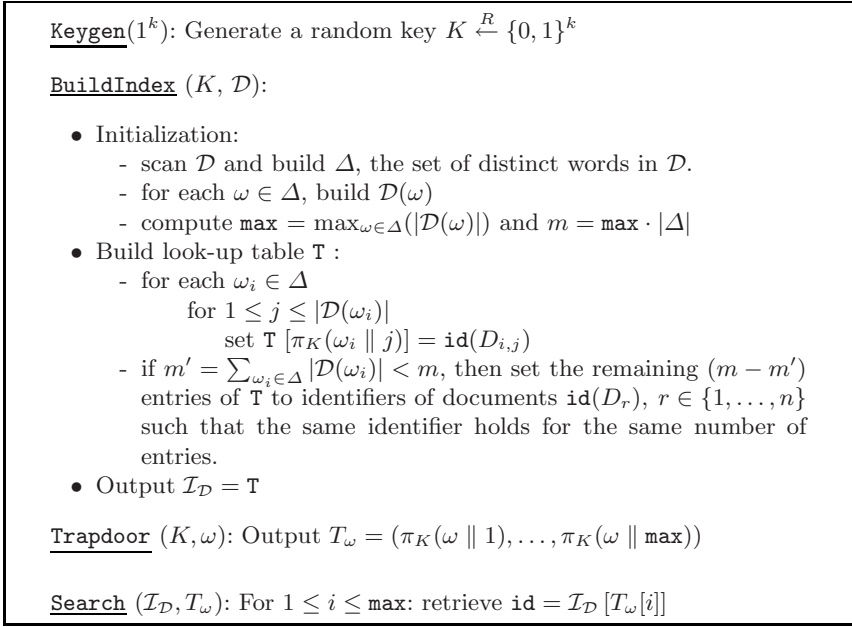 Keygen(1^k): Generate a random key K ←^R {0, 1}^k
BuildIndex (K, 𝒟):
• Initialization:
- scan 𝒟 and build Δ, the set of distinct words in 𝒟.
- for each ω ∈ Δ, build 𝒟(ω)
- compute max = max_{ω∈Δ}(|𝒟(ω)|) and m = max · |Δ|
• Build look-up table T :
- for each ω_i ∈ Δ
for 1 ≤ j ≤ |𝒟(ω_i)|
set T [π_K(ω_i ‖ j)] = id(D_{i,j})
- if m′ = ∑_{ω_i∈Δ} |𝒟(ω_i)| < m, then set the remaining (m − m′)
entries of T to identifiers of documents id(D_r), r ∈ {1, . . . , n}
such that the same identifier holds for the same number of
entries.
• Output ℐ_𝒟 = T
Trapdoor (K, ω): Output T_ω = (π_K(ω ‖ 1), . . . , π_K(ω ‖ max))
Search (ℐ_𝒟, T_ω): For 1 ≤ i ≤ max: retrieve id = ℐ_𝒟 [T_ω[i]]